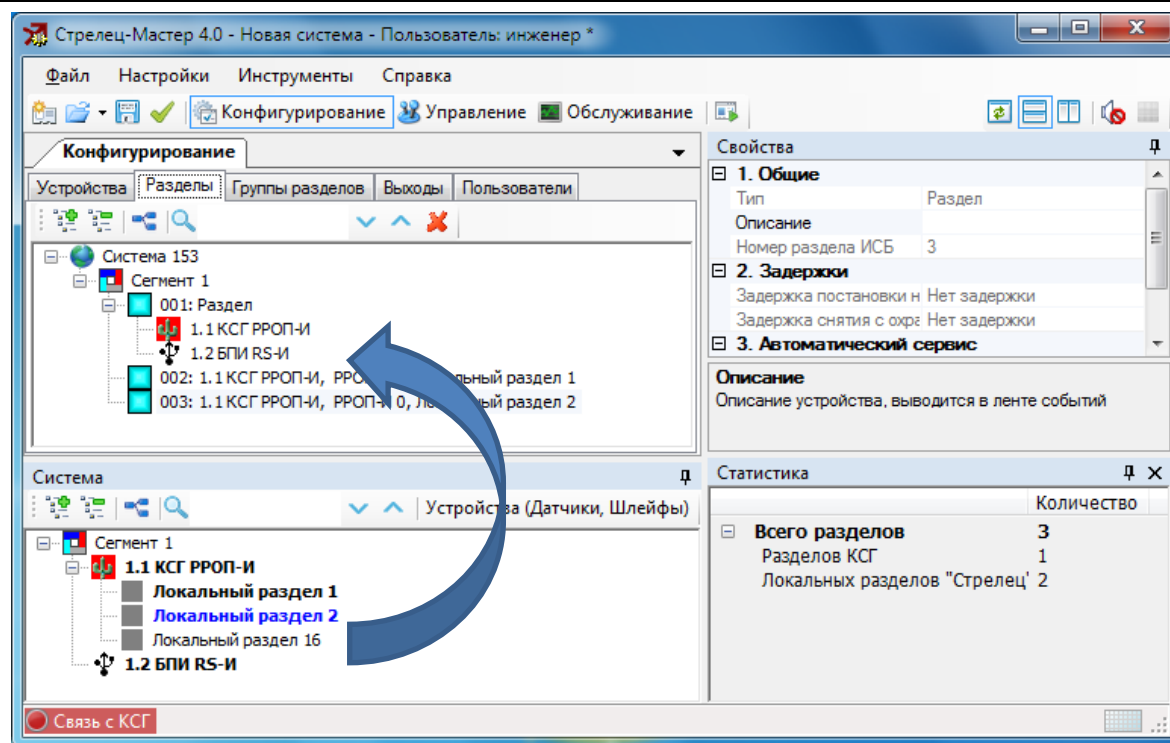 Стрелец-Мастер 4.0 - Новая система - Пользователь: инженер *
Файл Настройки Инструменты Справка
Конфигурирование Управление Обслуживание
Конфигурирование
Устройства Разделы Группы разделов Выходы Пользователи
Система 153
Сегмент 1
001: Раздел
1.1 КСГ РРОП-И
1.2 БПИ RS-И
002: 1.1 КСГ РРОП-И, РРОП- ьный раздел 1
003: 1.1 КСГ РРОП-И, РРОП-И 0, Ло ый раздел 2
Свойства
1. Общие
Тип Раздел
Описание
Номер раздела ИСБ 3
2. Задержки
Задержка постановки н Нет задержки
Задержка снятия с охра Нет задержки
3. Автоматический сервис
Описание
Описание устройства, выводится в ленте событий
Система
Устройства (Датчики, Шлейфы)
Сегмент 1
1.1 КСГ РРОП-И
Локальный раздел 1
Локальный раздел 2
Локальный раздел 16
1.2 БПИ RS-И
Статистика
Количество
Всего разделов 3
Разделов КСГ 1
Локальных разделов "Стрелец" 2
Связь с КСГ